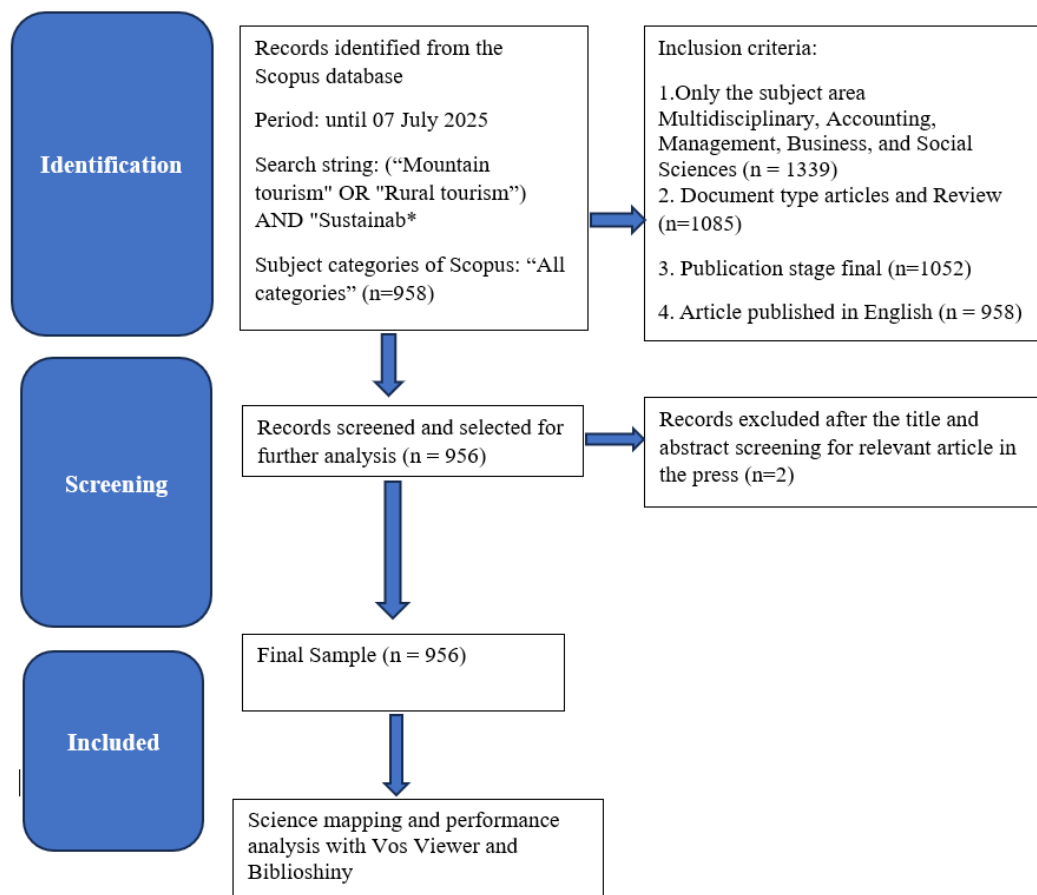 Identification
Records identified from the
Scopus database
Period: until 07 July 2025
Search string: (“Mountain
tourism" OR "Rural tourism”)
AND "Sustainab*
Subject categories of Scopus: “All
categories” (n=958)
Inclusion criteria:
1.Only the subject area
Multidisciplinary, Accounting,
Management, Business, and Social
Sciences (n = 1339)
2. Document type articles and Review
(n=1085)
3. Publication stage final (n=1052)
4. Article published in English (n = 958)
Screening
Records screened and selected for
further analysis (n = 956)
Records excluded after the title and
abstract screening for relevant article in
the press (n=2)
Included
Final Sample (n = 956)
Science mapping and performance
analysis with Vos Viewer and
Biblioshiny